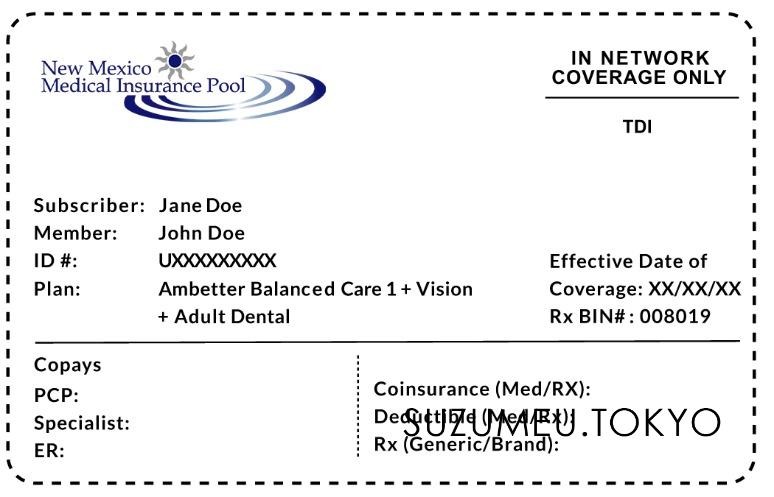 New Mexico
Medical Insurance Pool
IN NETWORK
COVERAGE ONLY
TDI
Subscriber: Jane Doe
Member: John Doe
ID #: UXXXXXXXXX
Plan: Ambetter Balanced Care 1 + Vision
+ Adult Dental
Effective Date of
Coverage: XX/XX/XX
Rx BIN# : 008019
Copays
PCP:
Specialist:
ER:
Coinsurance (Med/RX):
Deductible (Med/Rx):
SUZUMEU.TOKYO
Rx (Generic/Brand):